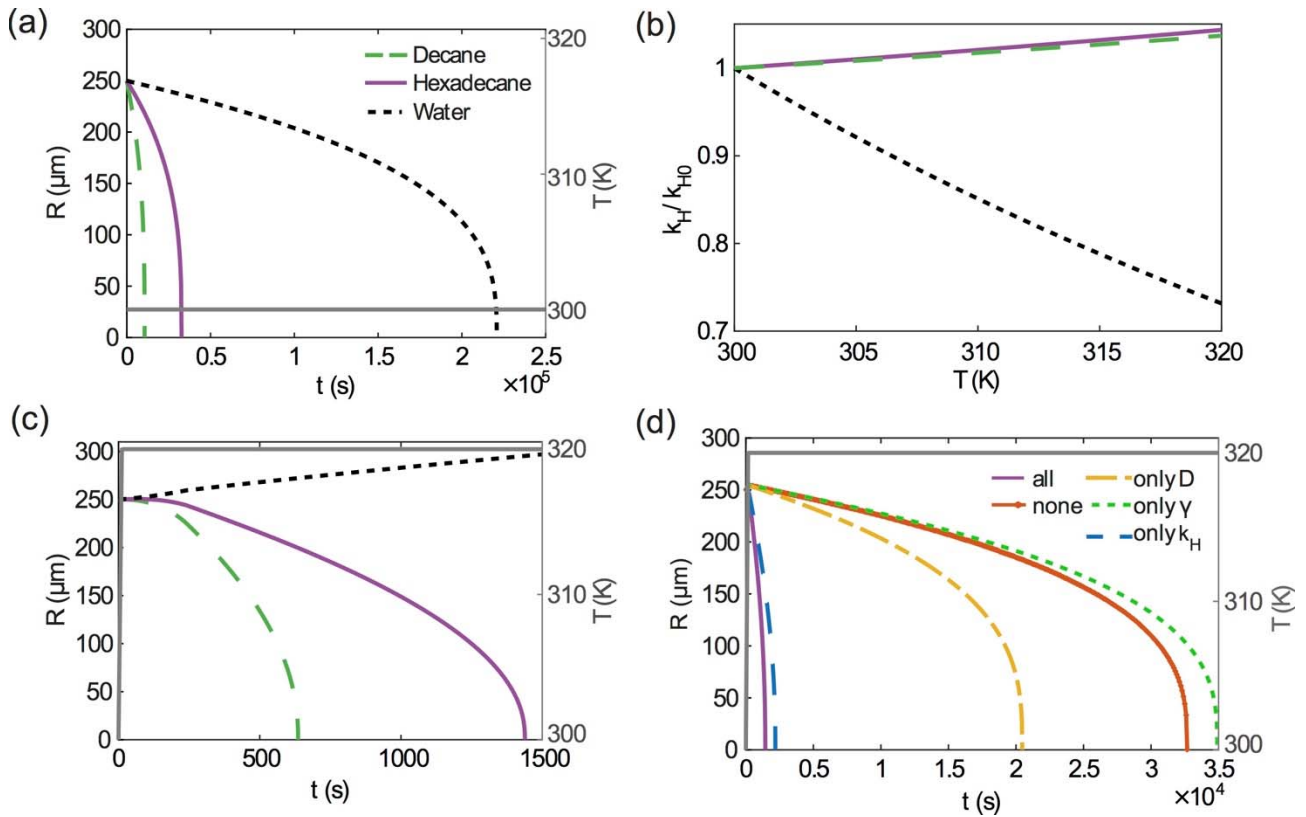 (a)
300
250
200
150
100
50
0
R (μm)
Decane
Hexadecane
Water
320
310
300
T (K)
0 0.5 1 1.5 2 2.5
t (s)
×10⁵
(b)
1
0.9
0.8
0.7
k_H / k_H0
300 305 310 315 320
T (K)
(c)
300
250
200
150
100
50
0
R (μm)
320
310
300
T (K)
0 500 1000 1500
t (s)
(d)
300
250
200
150
100
50
0
R (μm)
all
none
only D
only γ
only k_H
320
310
300
T (K)
0 0.5 1 1.5 2 2.5 3 3.5
t (s)
×10⁴